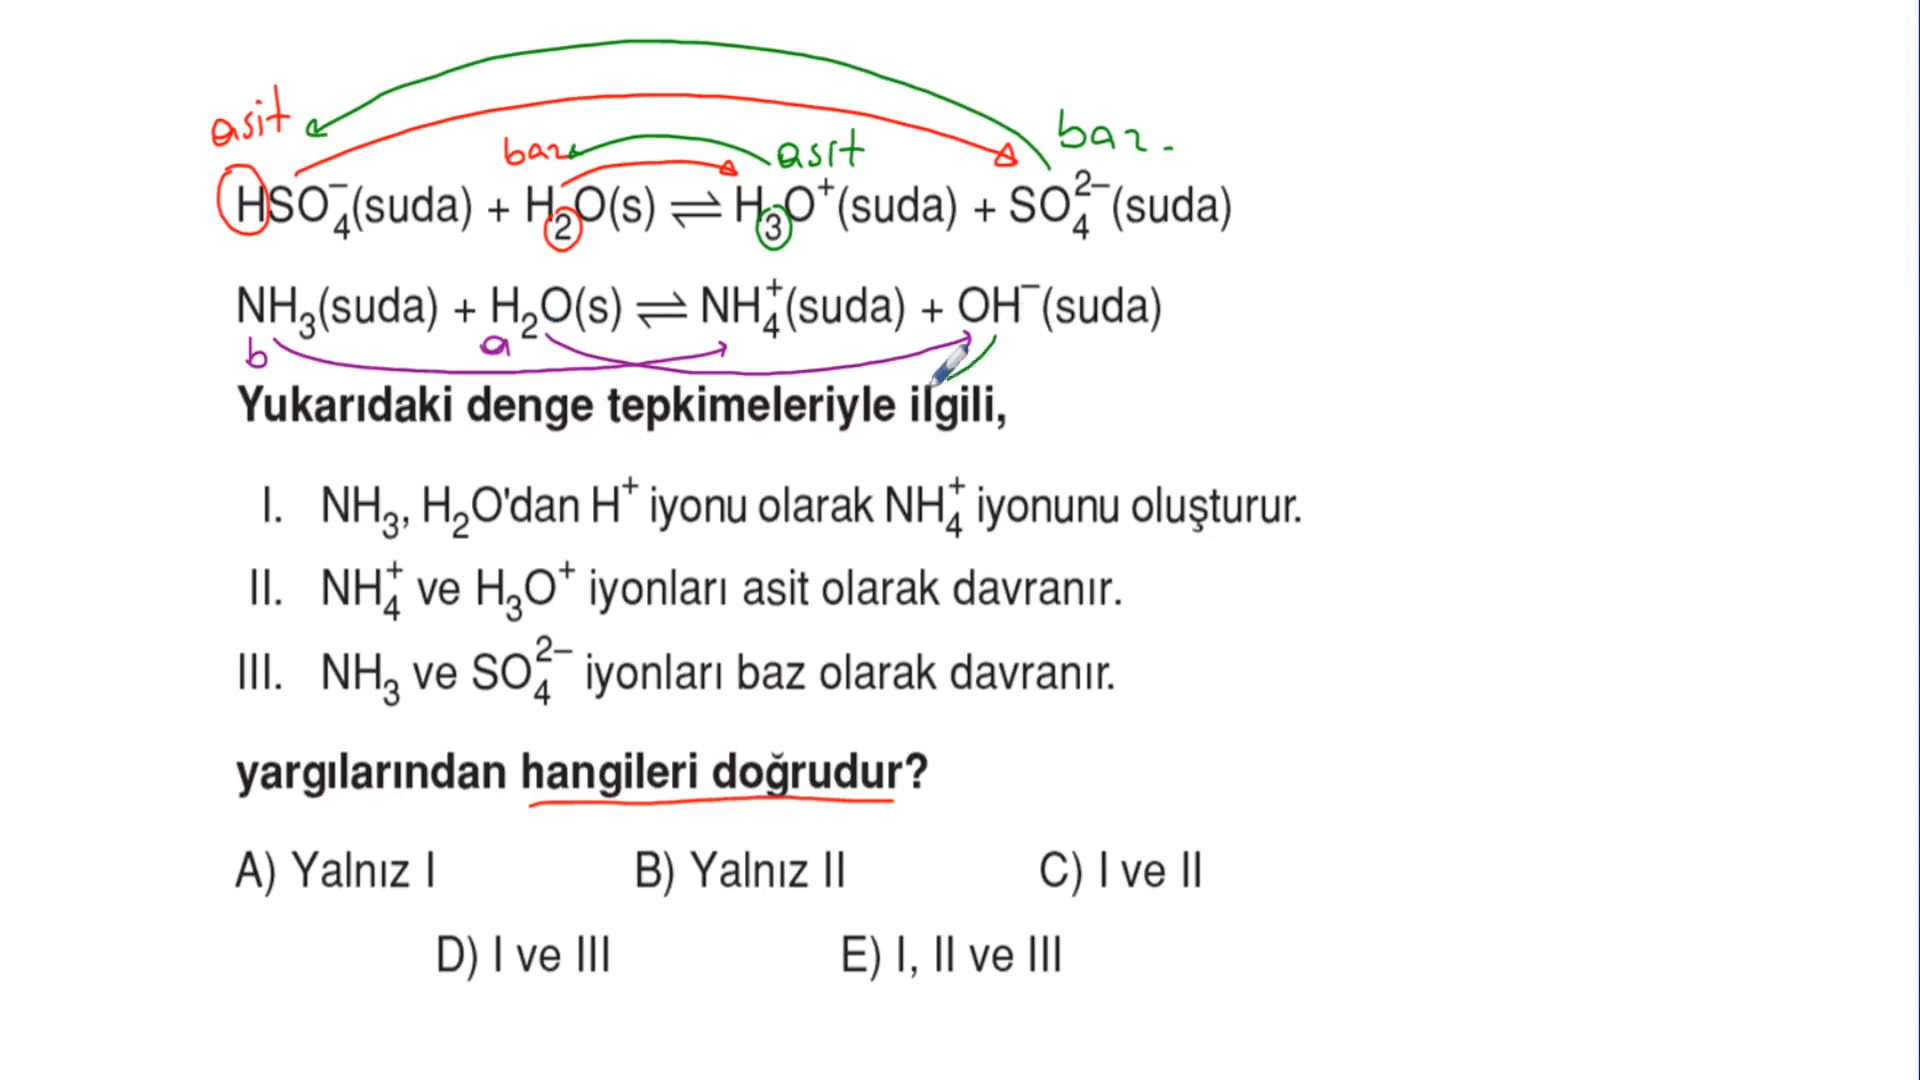 asit baz asit baz.
HSO₄⁻(suda) + H₂O(s) ⇌ H₃O⁺(suda) + SO₄²⁻(suda)
NH₃(suda) + H₂O(s) ⇌ NH₄⁺(suda) + OH⁻(suda)
b a
Yukarıdaki denge tepkimeleriyle ilgili,
I. NH₃, H₂O'dan H⁺ iyonu olarak NH₄⁺ iyonunu oluşturur.
II. NH₄⁺ ve H₃O⁺ iyonları asit olarak davranır.
III. NH₃ ve SO₄²⁻ iyonları baz olarak davranır.
yargılarından hangileri doğrudur?
A) Yalnız I B) Yalnız II C) I ve II
D) I ve III E) I, II ve III